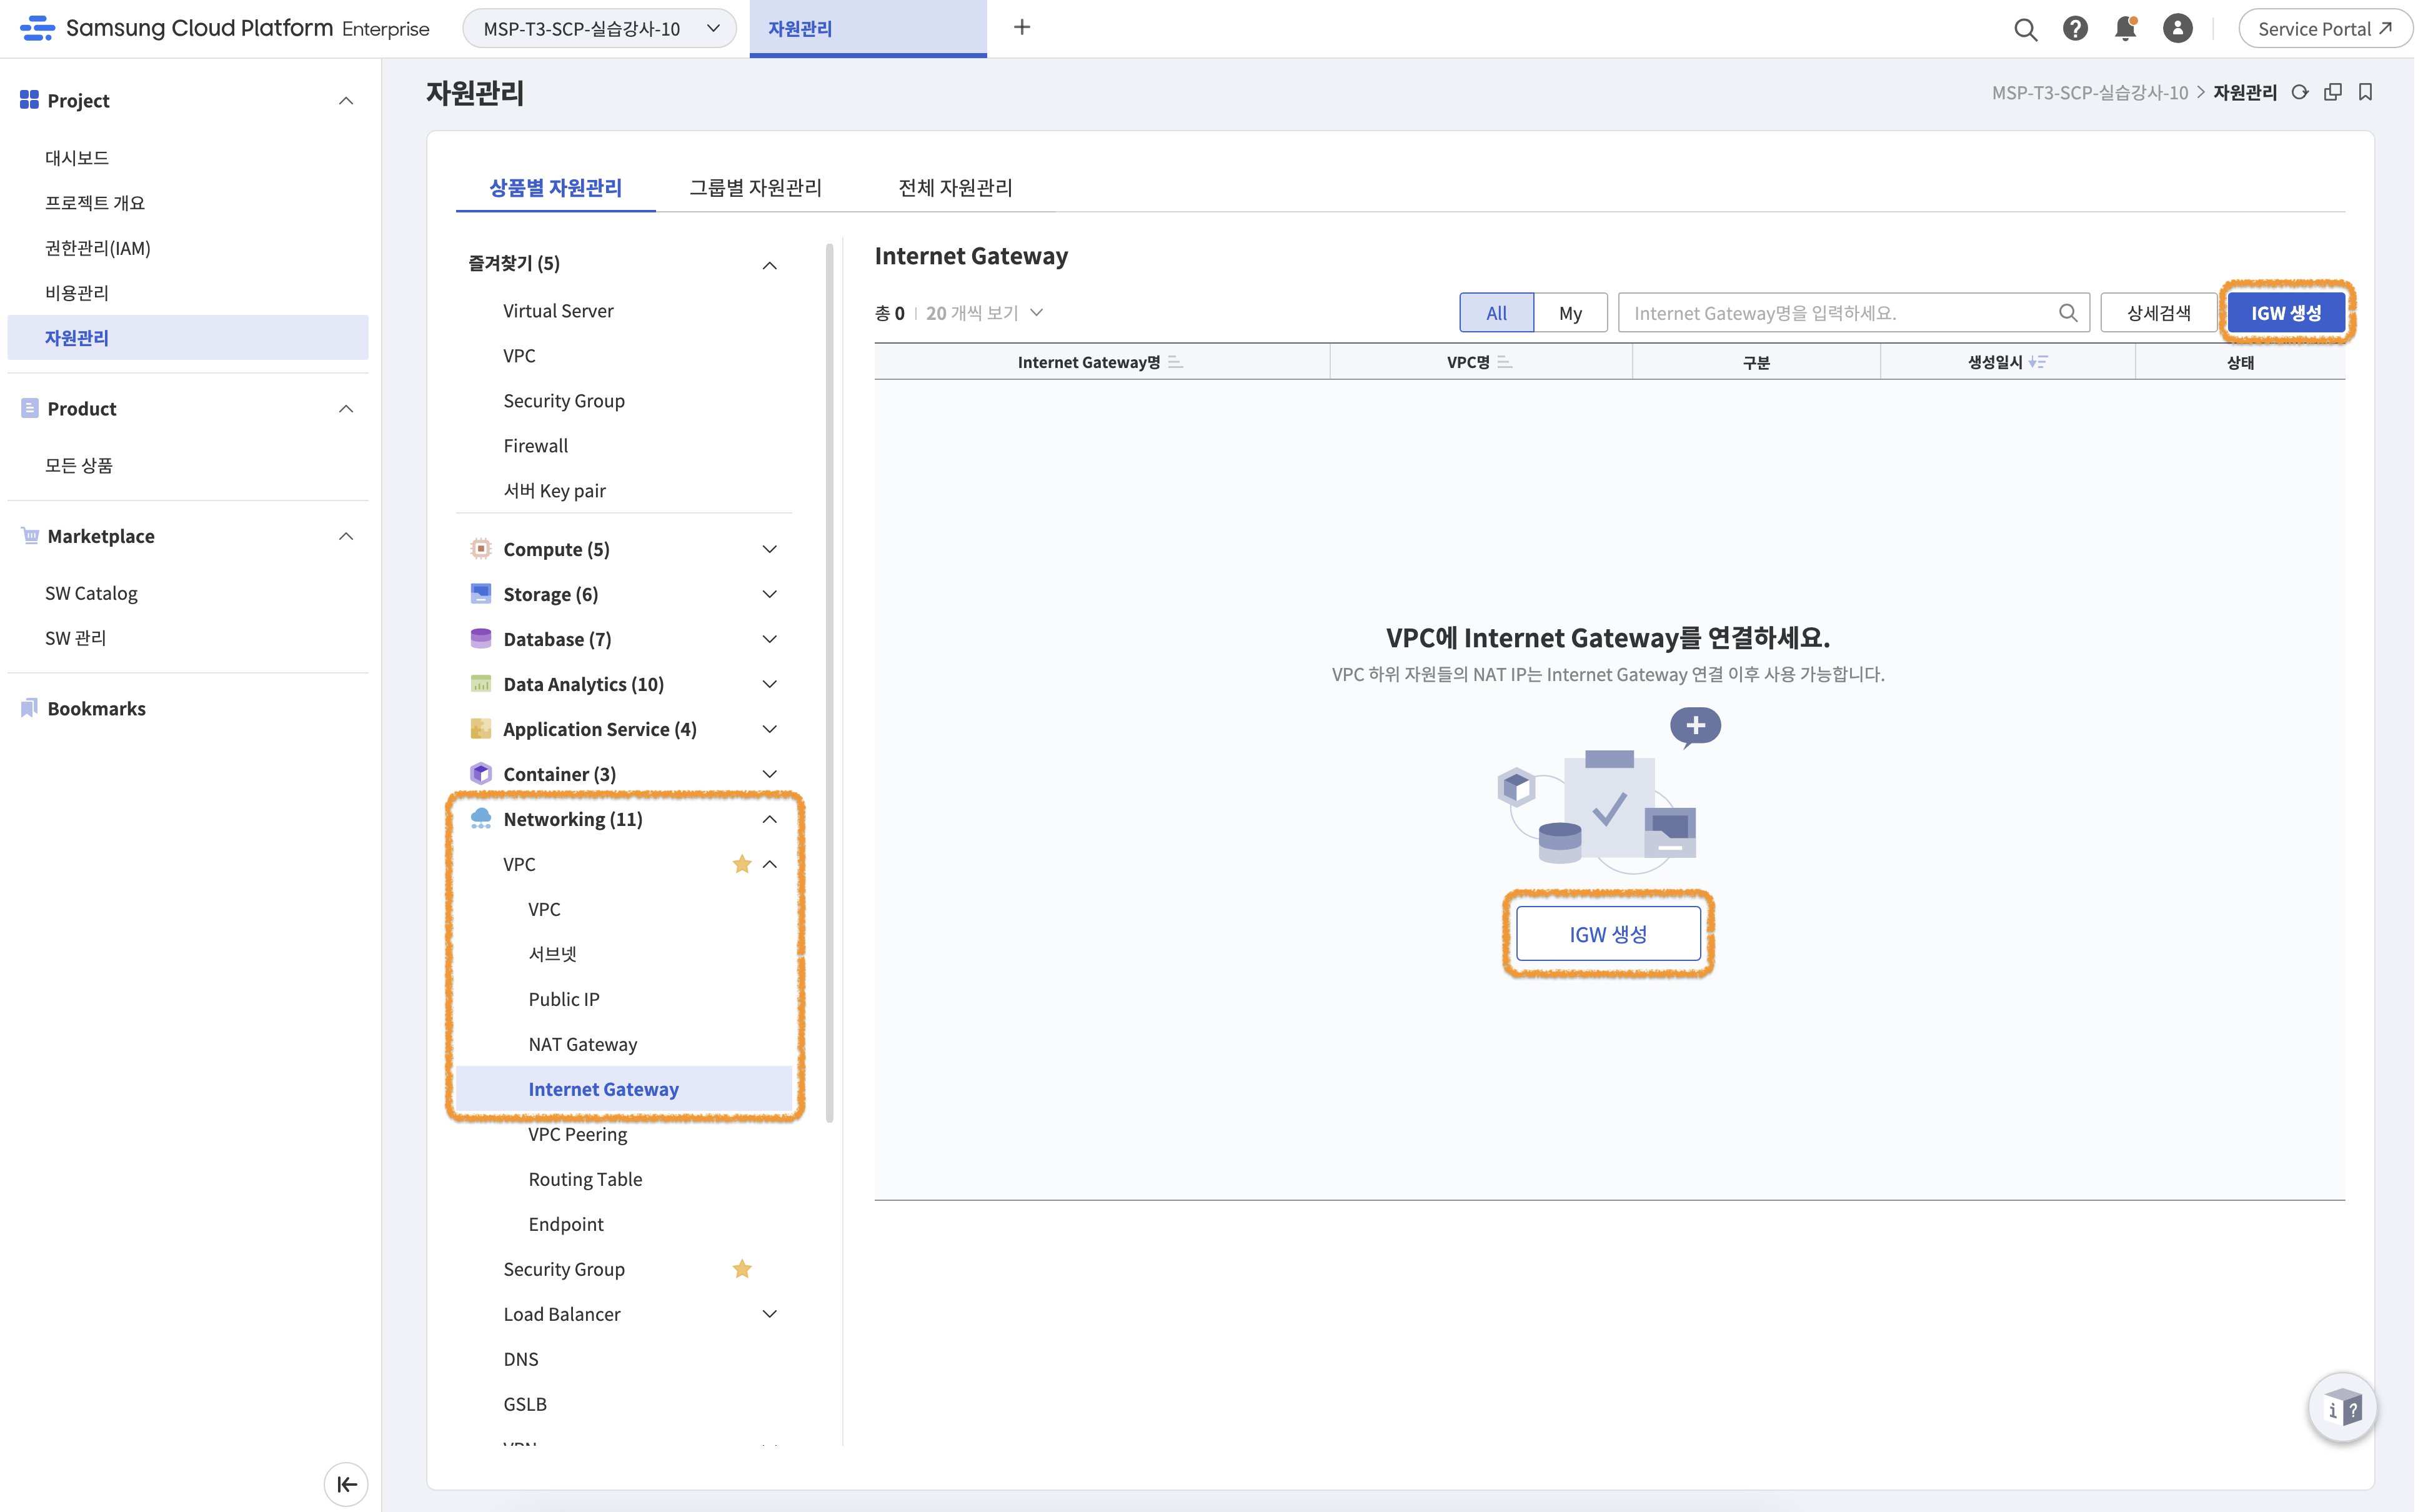 Samsung Cloud Platform Enterprise
MSP-T3-SCP-실습강사-10
자원관리
Service Portal
Project
대시보드
프로젝트 개요
권한관리(IAM)
비용관리
자원관리
Product
모든 상품
Marketplace
SW Catalog
SW 관리
Bookmarks
자원관리
MSP-T3-SCP-실습강사-10 > 자원관리
상품별 자원관리
그룹별 자원관리
전체 자원관리
즐겨찾기 (5)
Virtual Server
VPC
Security Group
Firewall
서버 Key pair
Compute (5)
Storage (6)
Database (7)
Data Analytics (10)
Application Service (4)
Container (3)
Networking (11)
VPC
VPC
서브넷
Public IP
NAT Gateway
Internet Gateway
VPC Peering
Routing Table
Endpoint
Security Group
Load Balancer
DNS
GSLB
Internet Gateway
총 0 | 20 개씩 보기
All
My
Internet Gateway명을 입력하세요.
상세검색
IGW 생성
Internet Gateway명
VPC명
구분
생성일시
상태
VPC에 Internet Gateway를 연결하세요.
VPC 하위 자원들의 NAT IP는 Internet Gateway 연결 이후 사용 가능합니다.
IGW 생성